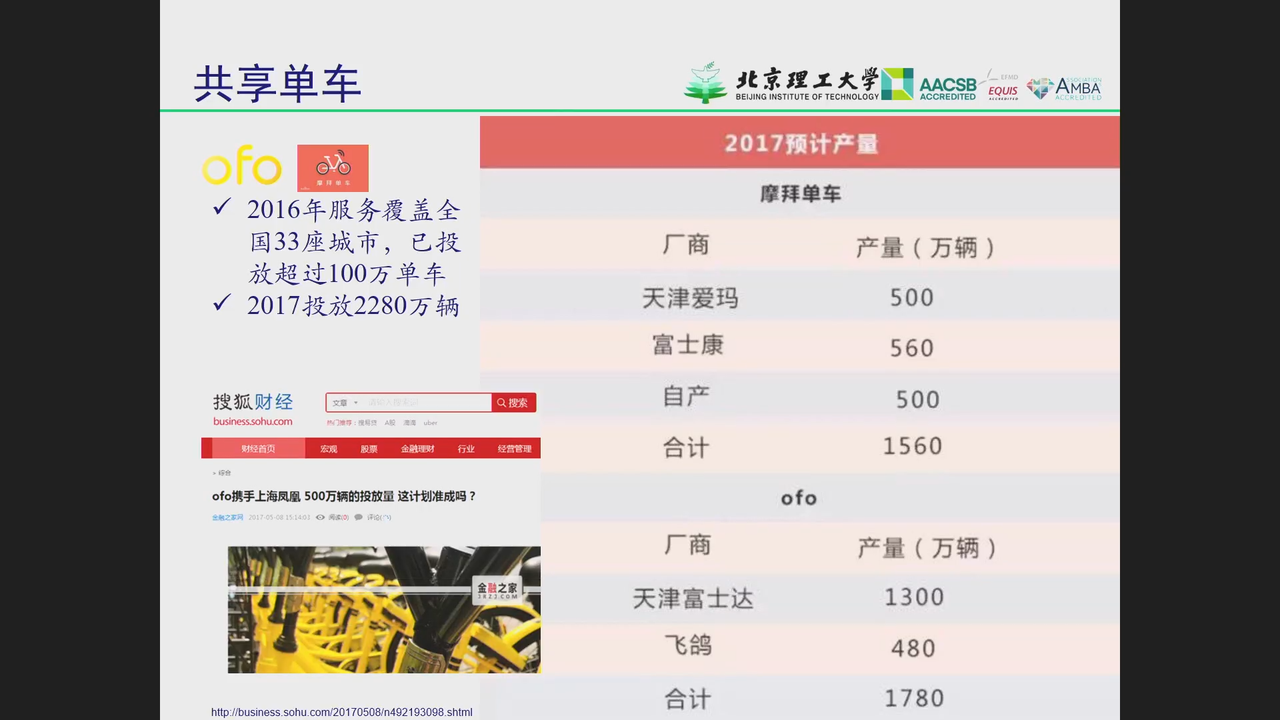 共享单车
北京理工大学
BEIJING INSTITUTE OF TECHNOLOGY
AACSB
ACCREDITED
EFMD
EQUIS
ACCREDITED
ASSOCIATION
AMBA
ACCREDITED
ofo
摩拜单车
✓ 2016年服务覆盖全
国33座城市，已投
放超过100万单车
✓ 2017投放2280万辆
搜狐财经
business.sohu.com
文章
搜索
热门推荐：
A股
uber
财经首页 宏观 股票 金融理财 行业 经营管理
综合
ofo携手上海凤凰 500万辆的投放量 这计划准成吗？
金融之家网 2017-05-08 15:14:02 阅读(0) 评论
金融之家
JRZJ.COM
http://business.sohu.com/20170508/n492193098.shtml
2017预计产量
摩拜单车
厂商 产量（万辆）
天津爱玛 500
富士康 560
自产 500
合计 1560
ofo
厂商 产量（万辆）
天津富士达 1300
飞鸽 480
合计 1780